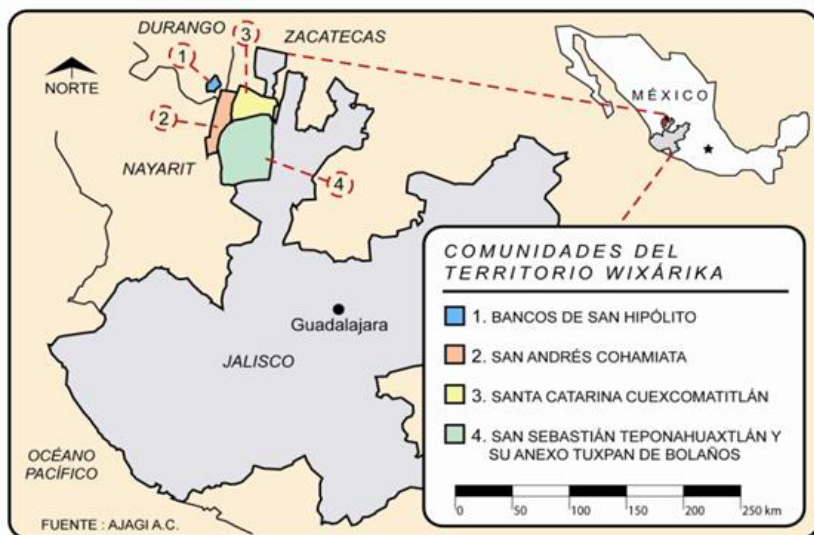 DURANGO
3
ZACATECAS
1
NORTE
MÉXICO
2
NAYARIT
4
Guadalajara
JALISCO
OCÉANO
PACÍFICO
FUENTE : AJAGI A.C.
COMUNIDADES DEL
TERRITORIO WIXÁRIKA
1. BANCOS DE SAN HIPÓLITO
2. SAN ANDRÉS COHAMIATA
3. SANTA CATARINA CUEXCOMATITLÁN
4. SAN SEBASTIÁN TEPONAHUAXTLÁN Y
SU ANEXO TUXPAN DE BOLAÑOS
0 50 100 150 200 250 km